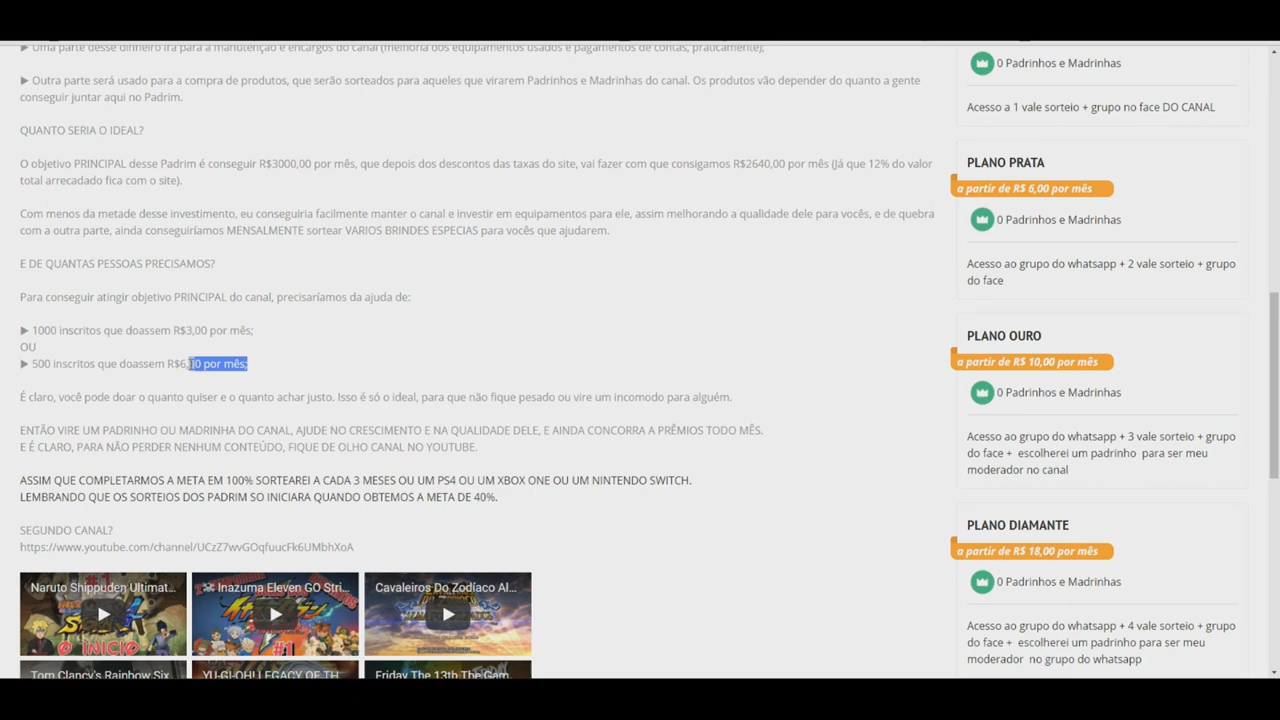 ► Uma parte desse dinheiro irá para a manutenção e encargos do canal (melhoria dos equipamentos usados e pagamentos de contas, praticamente);
► Outra parte será usado para a compra de produtos, que serão sorteados para aqueles que virarem Padrinhos e Madrinhas do canal. Os produtos vão depender do quanto a gente
conseguir juntar aqui no Padrim.
QUANTO SERIA O IDEAL?
O objetivo PRINCIPAL desse Padrim é conseguir R$3000,00 por mês, que depois dos descontos das taxas do site, vai fazer com que consigamos R$2640,00 por mês (Já que 12% do valor
total arrecadado fica com o site).
Com menos da metade desse investimento, eu conseguiria facilmente manter o canal e investir em equipamentos para ele, assim melhorando a qualidade dele para vocês, e de quebra
com a outra parte, ainda conseguiríamos MENSALMENTE sortear VARIOS BRINDES ESPECIAS para vocês que ajudarem.
E DE QUANTAS PESSOAS PRECISAMOS?
Para conseguir atingir objetivo PRINCIPAL do canal, precisaríamos da ajuda de:
► 1000 inscritos que doassem R$3,00 por mês;
OU
► 500 inscritos que doassem R$6,00 por mês;
É claro, você pode doar o quanto quiser e o quanto achar justo. Isso é só o ideal, para que não fique pesado ou vire um incomodo para alguém.
ENTÃO VIRE UM PADRINHO OU MADRINHA DO CANAL, AJUDE NO CRESCIMENTO E NA QUALIDADE DELE, E AINDA CONCORRA A PRÊMIOS TODO MÊS.
E É CLARO, PARA NÃO PERDER NENHUM CONTEÚDO, FIQUE DE OLHO CANAL NO YOUTUBE.
ASSIM QUE COMPLETARMOS A META EM 100% SORTEAREI A CADA 3 MESES OU UM PS4 OU UM XBOX ONE OU UM NINTENDO SWITCH.
LEMBRANDO QUE OS SORTEIOS DOS PADRIM SO INICIARA QUANDO OBTEMOS A META DE 40%.
SEGUNDO CANAL?
https://www.youtube.com/channel/UCzZ7wvGOqfuucFk6UMbhXoA
Naruto Shippuden Ultimat...
#1
O INÍCIO
Inazuma Eleven GO Stri...
#1
Cavaleiros Do Zodíaco Al...
Tom Clancy's Rainbow Six
YU-GI-OH! LEGACY OF TH
Friday The 13th The Gam
0 Padrinhos e Madrinhas
Acesso a 1 vale sorteio + grupo no face DO CANAL
PLANO PRATA
a partir de R$ 6,00 por mês
0 Padrinhos e Madrinhas
Acesso ao grupo do whatsapp + 2 vale sorteio + grupo
do face
PLANO OURO
a partir de R$ 10,00 por mês
0 Padrinhos e Madrinhas
Acesso ao grupo do whatsapp + 3 vale sorteio + grupo
do face + escolherei um padrinho para ser meu
moderador no canal
PLANO DIAMANTE
a partir de R$ 18,00 por mês
0 Padrinhos e Madrinhas
Acesso ao grupo do whatsapp + 4 vale sorteio + grupo
do face + escolherei um padrinho para ser meu
moderador no grupo do whatsapp